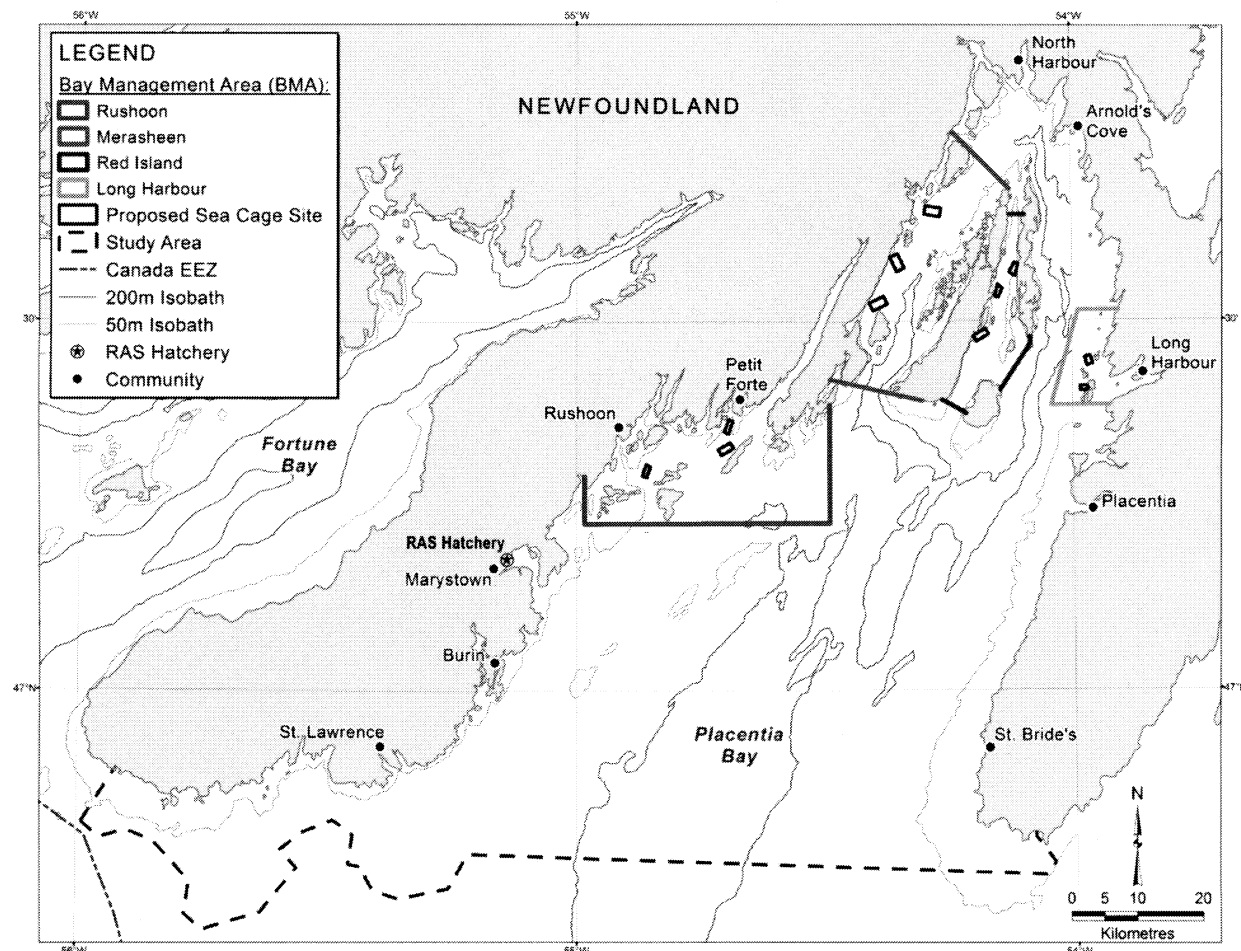 56°W
55°W
54°W
LEGEND
Bay Management Area (BMA):
Rushoon
Merasheen
Red Island
Long Harbour
Proposed Sea Cage Site
Study Area
Canada EEZ
200m Isobath
50m Isobath
RAS Hatchery
Community
NEWFOUNDLAND
North
Harbour
Arnold's
Cove
30'
30'
Long
Harbour
Petit
Forte
Rushoon
Fortune
Bay
Placentia
RAS Hatchery
Marystown
Burin
47°N
47°N
St. Lawrence
Placentia
Bay
St. Bride's
N
0 5 10 20
Kilometres
56°W
55°W
54°W